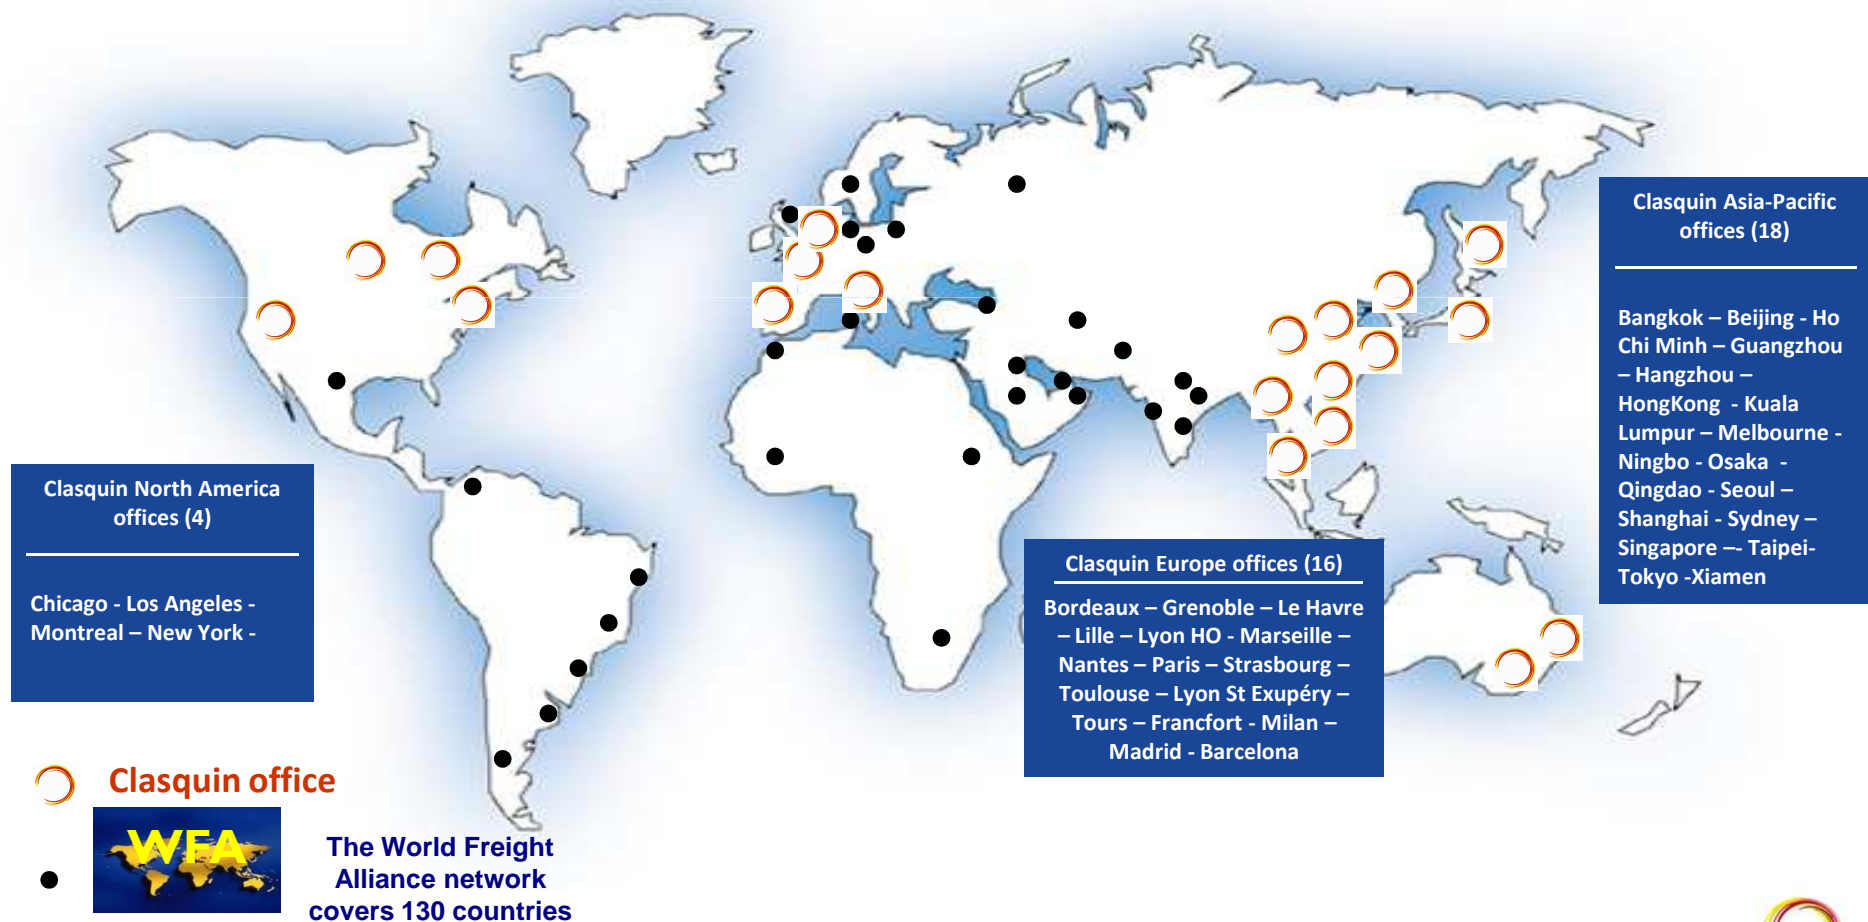 Clasquin Asia-Pacific
offices (18)
Bangkok – Beijing - Ho
Chi Minh – Guangzhou
– Hangzhou –
HongKong - Kuala
Lumpur – Melbourne -
Ningbo - Osaka -
Qingdao - Seoul –
Shanghai - Sydney –
Singapore –- Taipei-
Tokyo -Xiamen
Clasquin North America
offices (4)
Chicago - Los Angeles -
Montreal – New York -
Clasquin Europe offices (16)
Bordeaux – Grenoble – Le Havre
– Lille – Lyon HO - Marseille –
Nantes – Paris – Strasbourg –
Toulouse – Lyon St Exupéry –
Tours – Francfort - Milan –
Madrid - Barcelona
Clasquin office
WFA
The World Freight
Alliance network
covers 130 countries